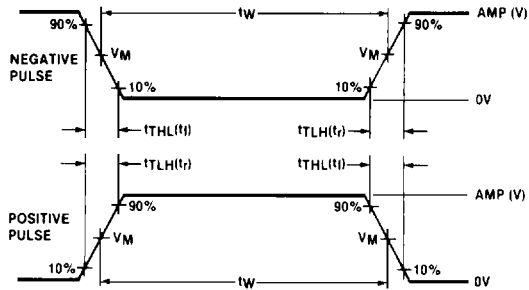 tW
AMP (V)
90%
90%
VM
VM
NEGATIVE
PULSE
10%
10%
0V
tTHL(tf)
tTLH(tr)
tTLH(tr)
tTHL(tf)
AMP (V)
90%
90%
POSITIVE
PULSE
VM
VM
10%
10%
0V
tW